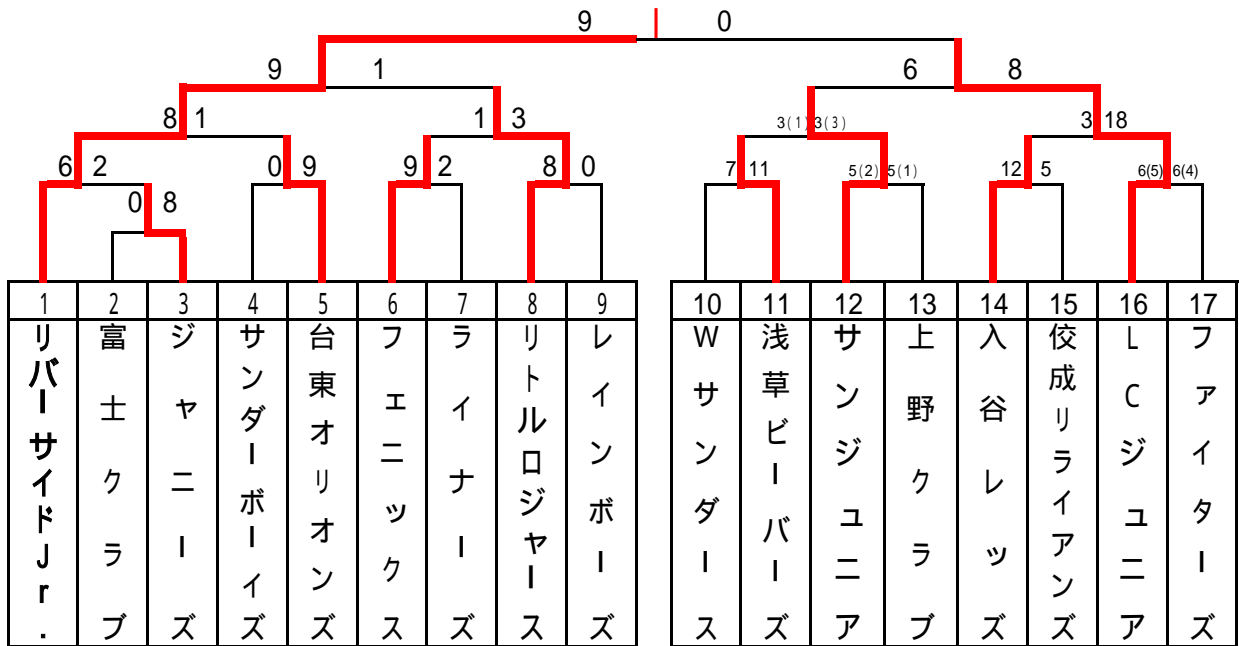 9 0
9 1 6 8
8 1 1 3 3(1) 3(3) 3 18
6 2 0 9 9 2 8 0 7 11 5(2) 5(1) 12 5 6(5) 6(4)
0 8
1 2 3 4 5 6 7 8 9 10 11 12 13 14 15 16 17
リバーサイドJr.
富士クラブ
ジャニーズ
サンダーボーイズ
台東オリオンズ
フェニックス
ライナーズ
リトルロジャース
レインボーズ
Wサンダース
浅草ビーバーズ
サンジュニア
上野クラブ
入谷レッズ
佼成リライアンズ
LCジュニア
ファイターズ